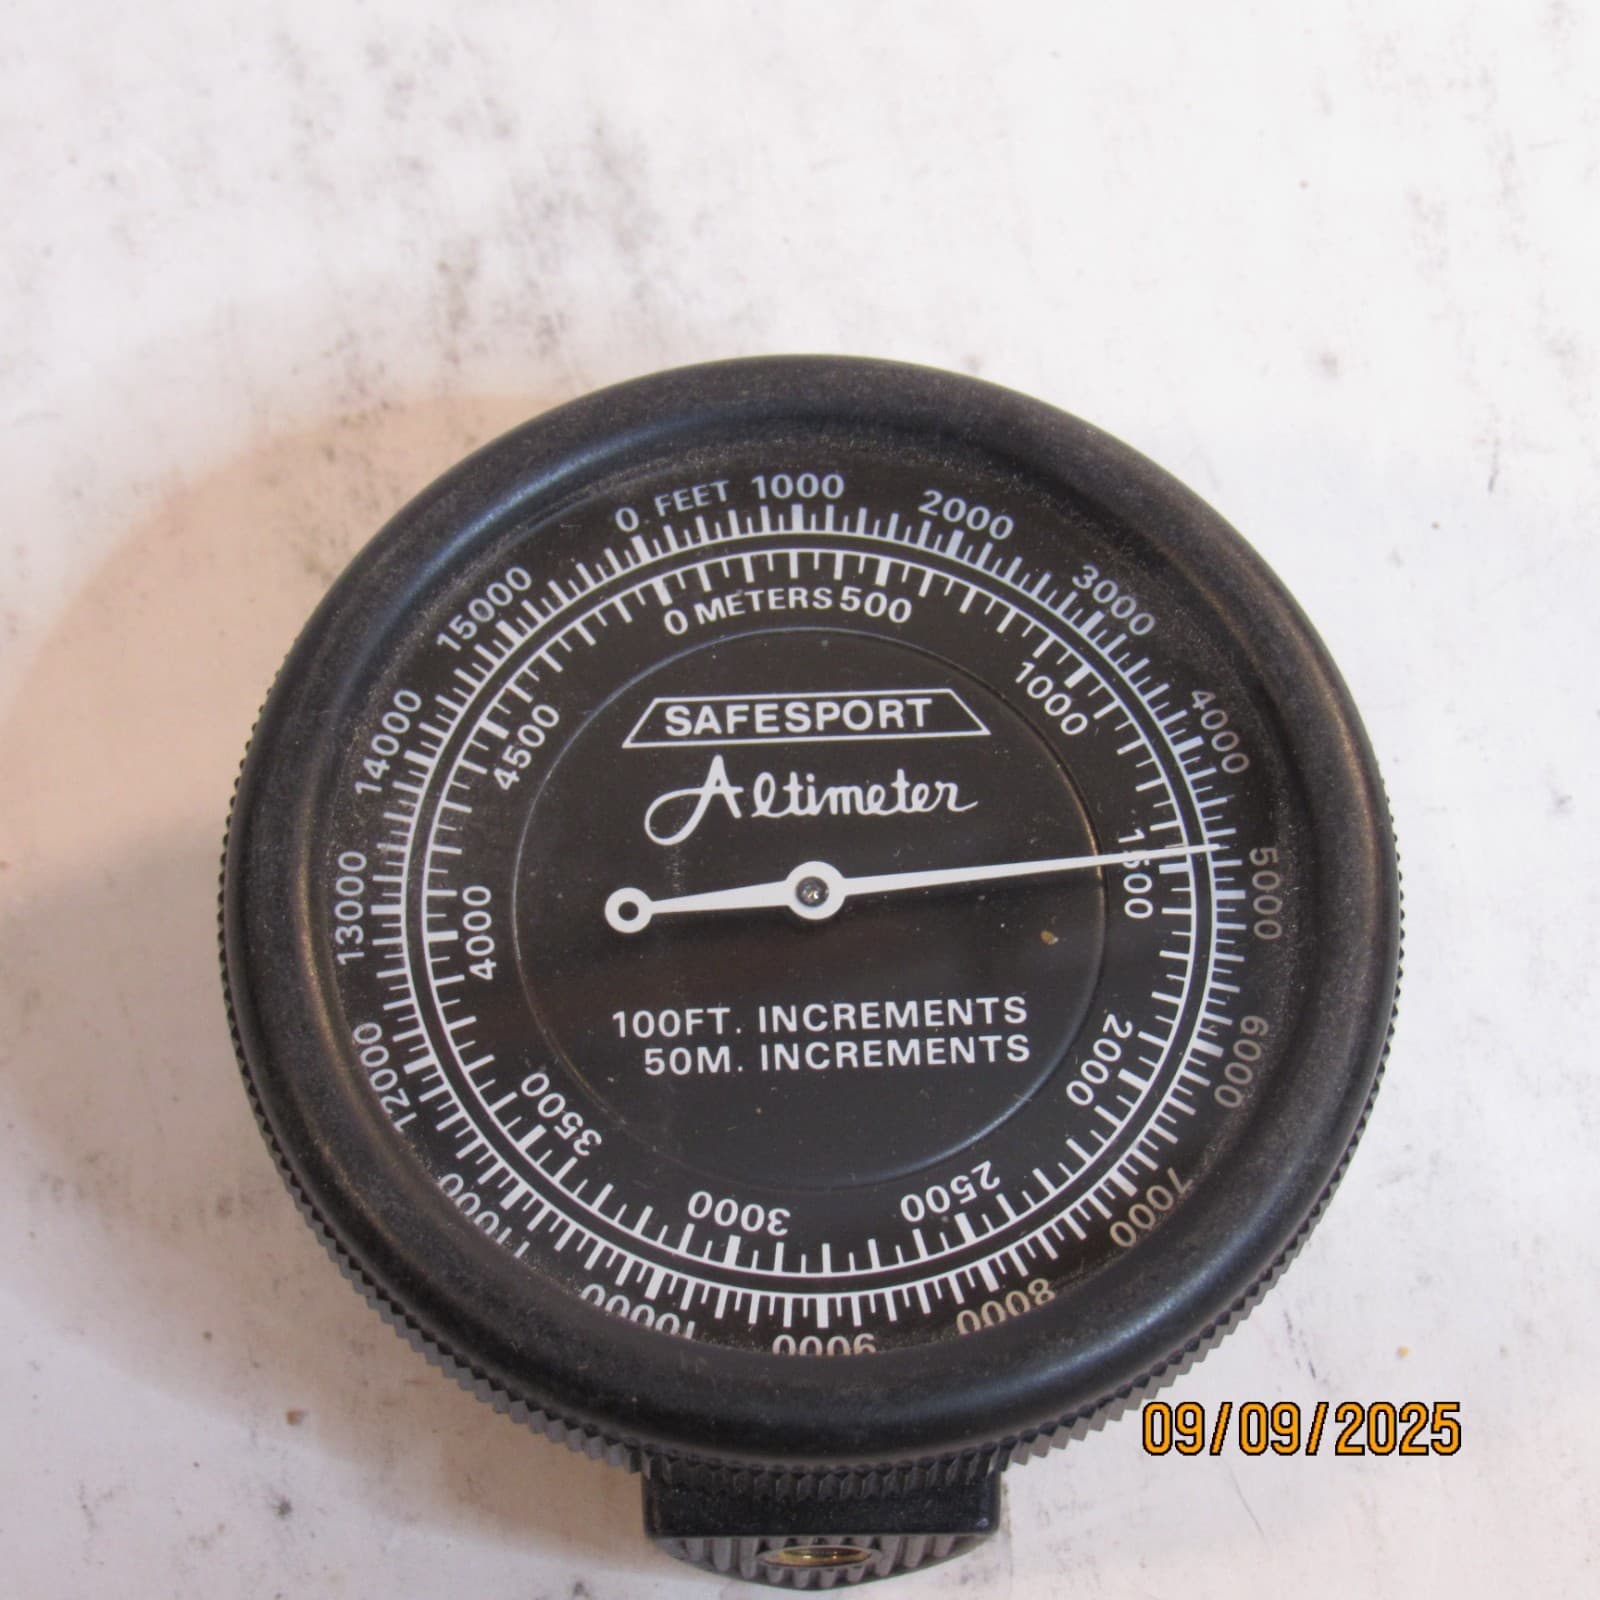 0 FEET 1000 2000 3000 4000 5000 6000 7000 8000 9000 10000 11000 12000 13000 14000 15000
0 METERS 500 1000 1500 2000 2500 3000 3500 4000 4500
SAFESPORT
Altimeter
100FT. INCREMENTS
50M. INCREMENTS
09/09/2025